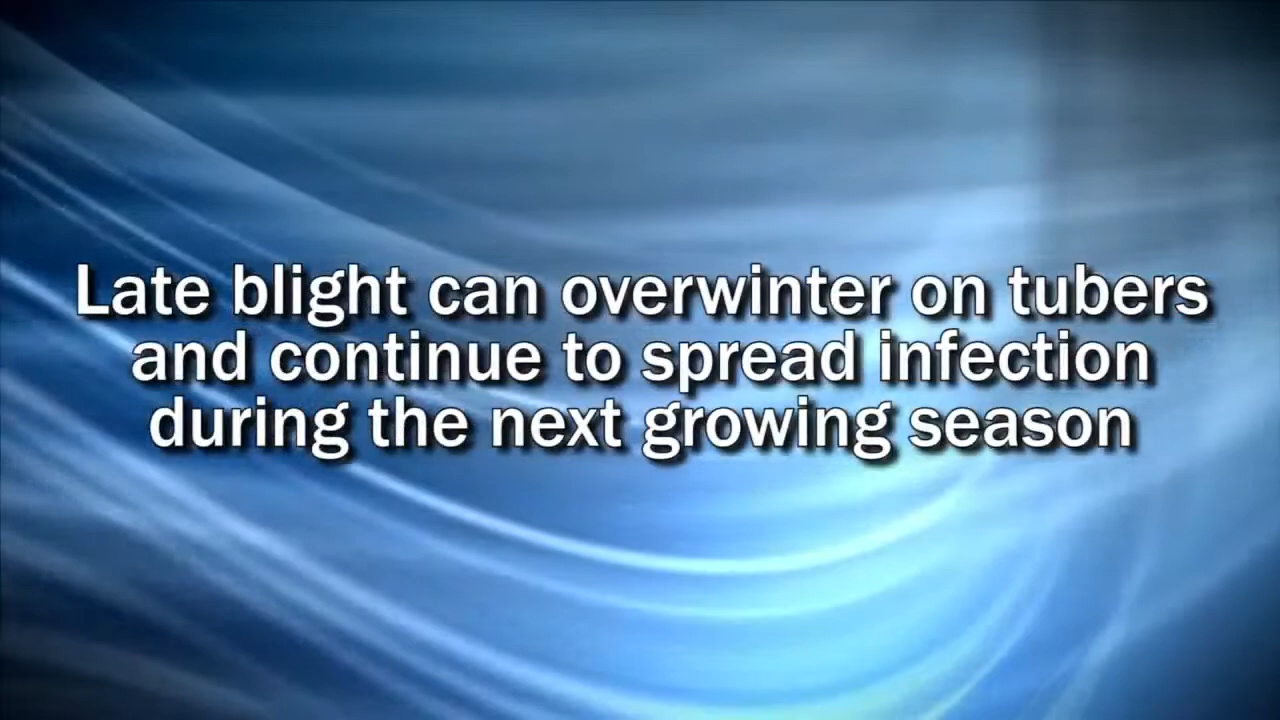 Late blight can overwinter on tubers
and continue to spread infection
during the next growing season